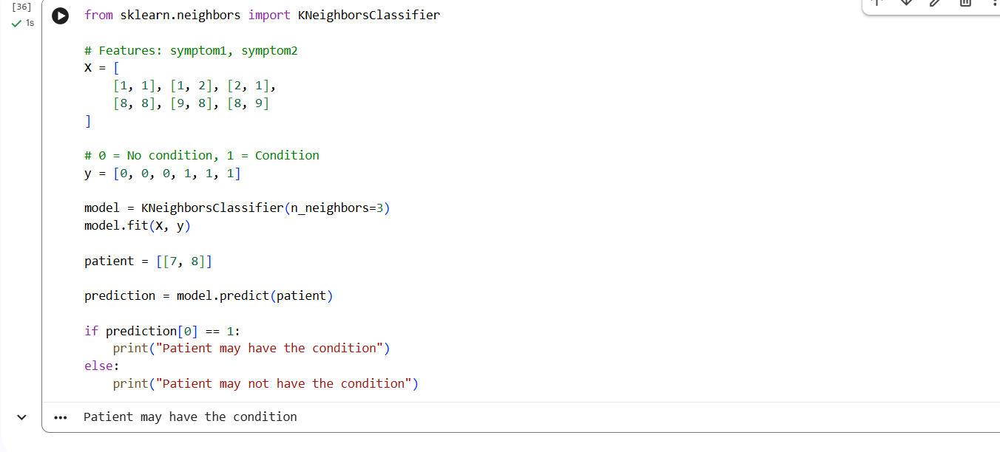 [36]
1s
from sklearn.neighbors import KNeighborsClassifier
# Features: symptom1, symptom2
X = [
    [1, 1], [1, 2], [2, 1],
    [8, 8], [9, 8], [8, 9]
]
# 0 = No condition, 1 = Condition
y = [0, 0, 0, 1, 1, 1]
model = KNeighborsClassifier(n_neighbors=3)
model.fit(X, y)
patient = [[7, 8]]
prediction = model.predict(patient)
if prediction[0] == 1:
    print("Patient may have the condition")
else:
    print("Patient may not have the condition")
Patient may have the condition